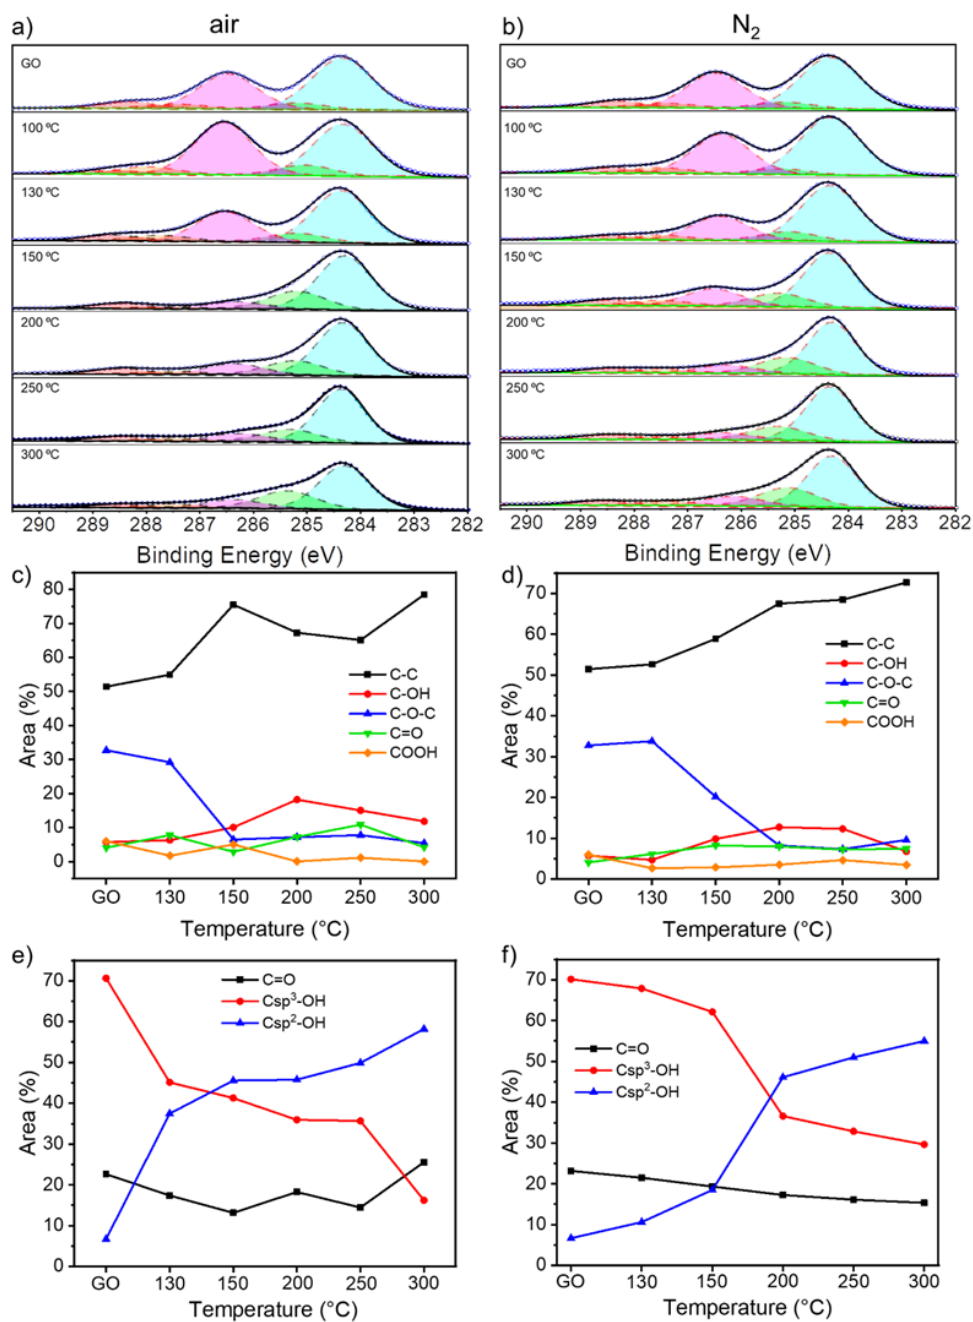 a) air
GO
100 ºC
130 ºC
150 ºC
200 ºC
250 ºC
300 ºC
290 289 288 287 286 285 284 283 282
Binding Energy (eV)
b) N₂
GO
100 ºC
130 ºC
150 ºC
200 ºC
250 ºC
300 ºC
290 289 288 287 286 285 284 283 282
Binding Energy (eV)
c)
Area (%)
80
70
60
50
40
30
20
10
0
C-C
C-OH
C-O-C
C=O
COOH
GO 130 150 200 250 300
Temperature (°C)
d)
Area (%)
70
60
50
40
30
20
10
0
C-C
C-OH
C-O-C
C=O
COOH
GO 130 150 200 250 300
Temperature (°C)
e)
Area (%)
70
60
50
40
30
20
10
0
C=O
Csp³-OH
Csp²-OH
GO 130 150 200 250 300
Temperature (°C)
f)
Area (%)
70
60
50
40
30
20
10
0
C=O
Csp³-OH
Csp²-OH
GO 130 150 200 250 300
Temperature (°C)